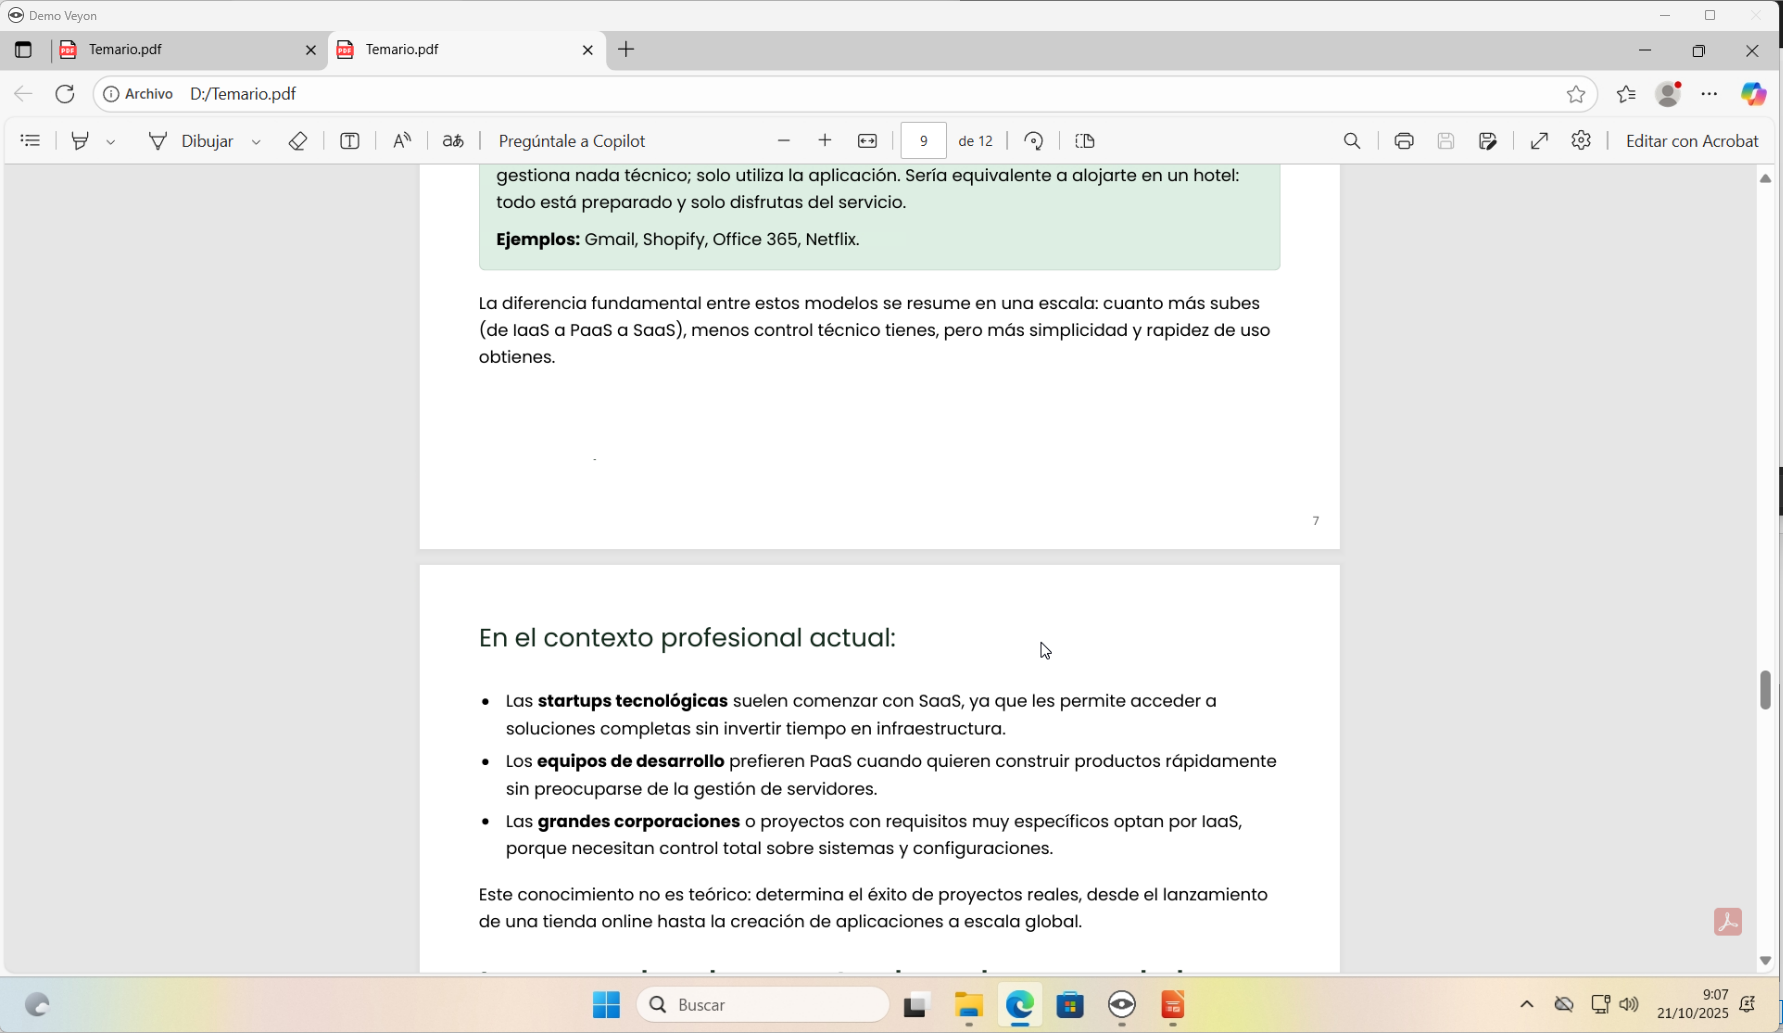 Demo Veyon
Temario.pdf
Temario.pdf
Archivo D:/Temario.pdf
Dibujar
aあ
Pregúntale a Copilot
9 de 12
Editar con Acrobat
gestiona nada técnico; solo utiliza la aplicación. Sería equivalente a alojarte en un hotel:
todo está preparado y solo disfrutas del servicio.
Ejemplos: Gmail, Shopify, Office 365, Netflix.
La diferencia fundamental entre estos modelos se resume en una escala: cuanto más subes
(de IaaS a PaaS a SaaS), menos control técnico tienes, pero más simplicidad y rapidez de uso
obtienes.
7
En el contexto profesional actual:
• Las startups tecnológicas suelen comenzar con SaaS, ya que les permite acceder a
soluciones completas sin invertir tiempo en infraestructura.
• Los equipos de desarrollo prefieren PaaS cuando quieren construir productos rápidamente
sin preocuparse de la gestión de servidores.
• Las grandes corporaciones o proyectos con requisitos muy específicos optan por IaaS,
porque necesitan control total sobre sistemas y configuraciones.
Este conocimiento no es teórico: determina el éxito de proyectos reales, desde el lanzamiento
de una tienda online hasta la creación de aplicaciones a escala global.
Buscar
9:07
21/10/2025